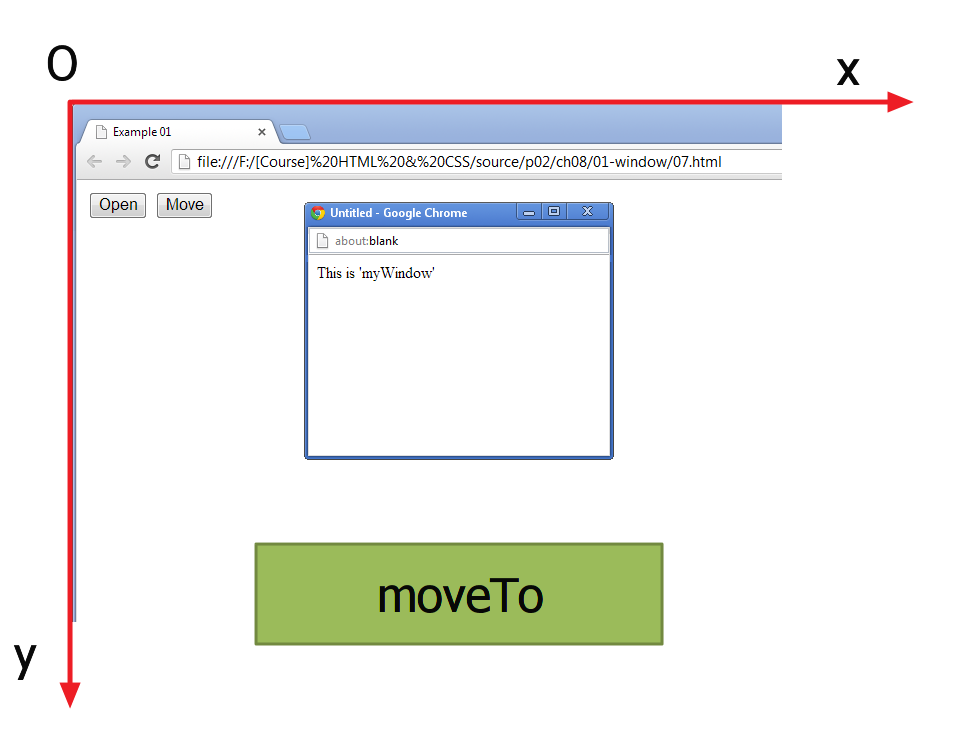 O
x
Example 01
file:///F:/[Course]%20HTML%20&%20CSS/source/p02/ch08/01-window/07.html
Open Move
Untitled - Google Chrome
about:blank
This is 'myWindow'
moveTo
y